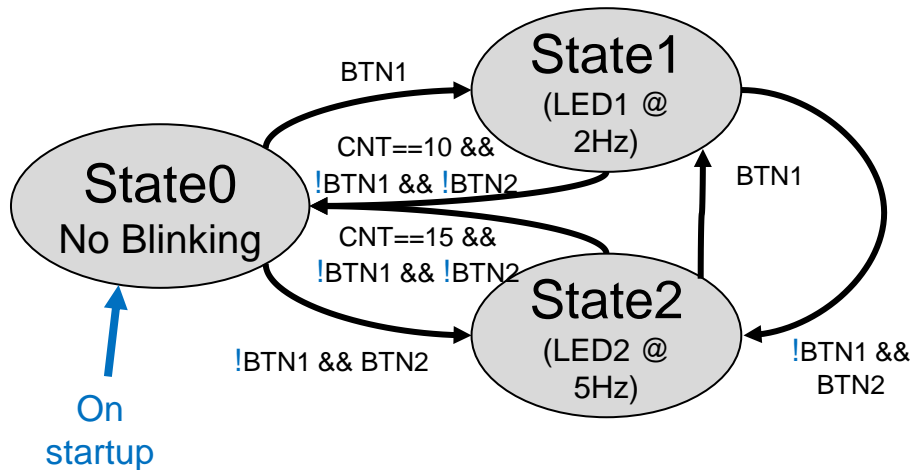 State1
(LED1 @
2Hz)
BTN1
CNT==10 &&
!BTN1 && !BTN2
State0
No Blinking
BTN1
CNT==15 &&
!BTN1 && !BTN2
State2
(LED2 @
5Hz)
!BTN1 && BTN2
!BTN1 &&
BTN2
On
startup